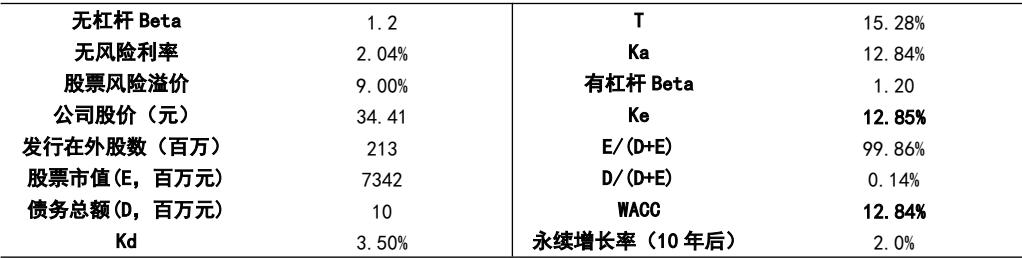 无杠杆 Beta 1.2 T 15.28%
无风险利率 2.04% Ka 12.84%
股票风险溢价 9.00% 有杠杆 Beta 1.20
公司股价（元） 34.41 Ke 12.85%
发行在外股数（百万） 213 E/(D+E) 99.86%
股票市值(E，百万元) 7342 D/(D+E) 0.14%
债务总额(D，百万元) 10 WACC 12.84%
Kd 3.50% 永续增长率（10 年后） 2.0%